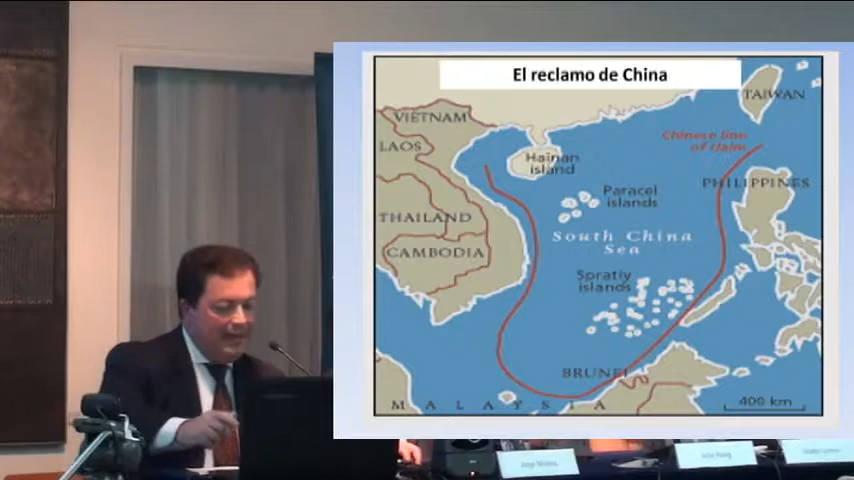 El reclamo de China
TAIWAN
VIETNAM
Chinese line
of claim
LAOS
Hainan
island
PHILIPPINES
Paracel
islands
THAILAND
South China
Sea
CAMBODIA
Spratly
islands
BRUNEI
MALAYSIA
400 km